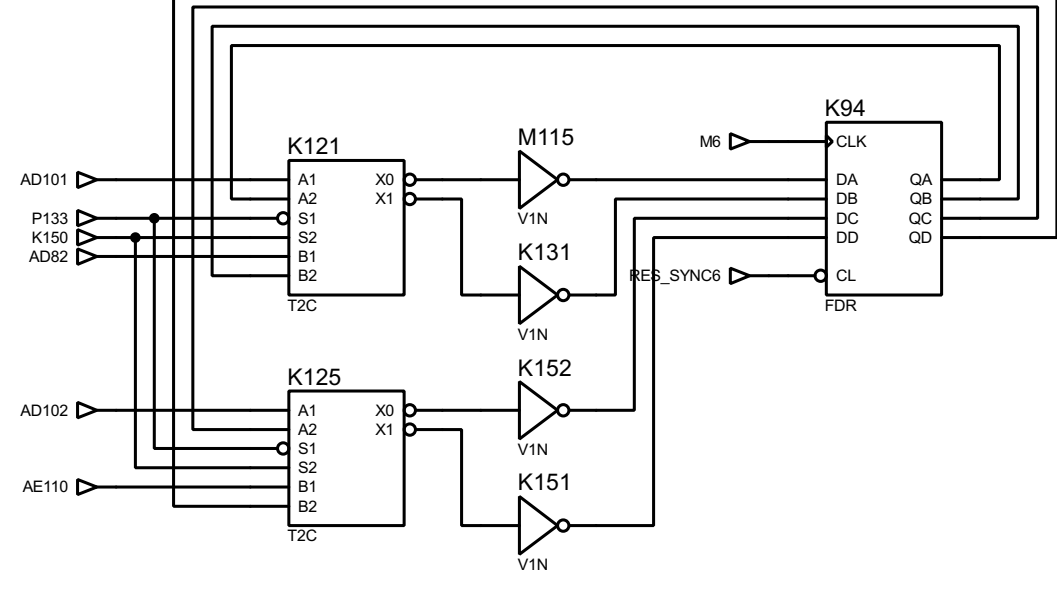 K94
M115
K121
M6
CLK
AD101
A1
X0
DA
QA
A2
X1
DB
QB
P133
S1
V1N
DC
QC
K150
S2
DD
QD
AD82
B1
K131
B2
RES_SYNC6
CL
T2C
FDR
V1N
K152
K125
AD102
A1
X0
A2
X1
S1
V1N
S2
AE110
B1
K151
B2
T2C
V1N